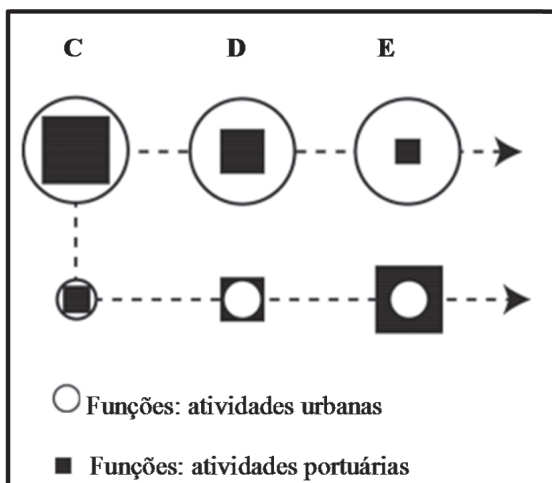 C D E
Funções: atividades urbanas
Funções: atividades portuárias